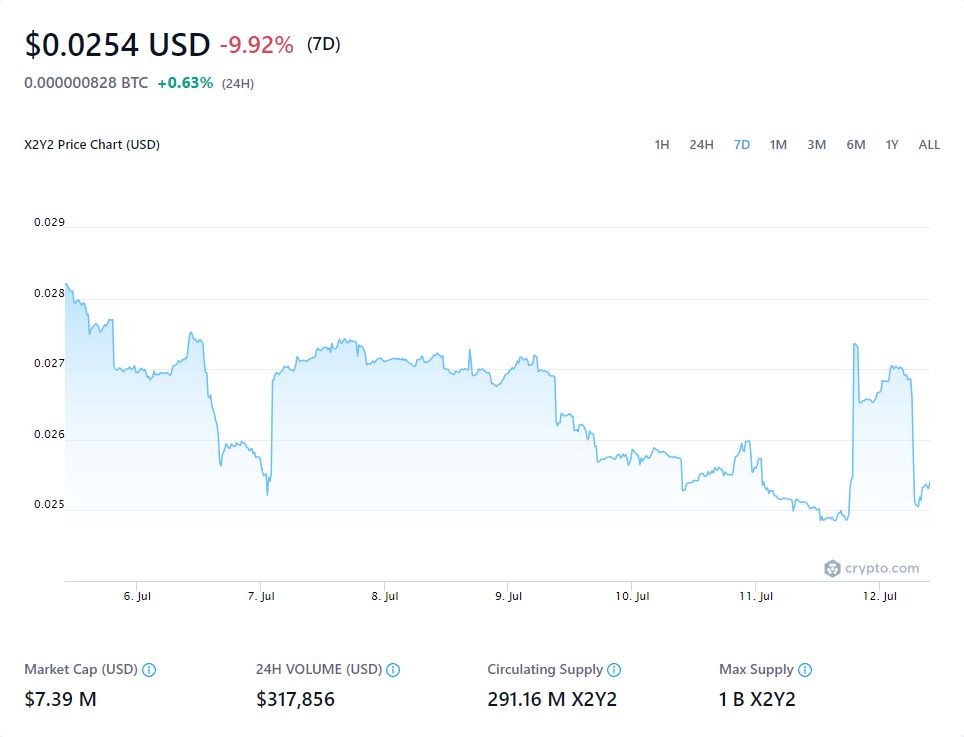 $0.0254 USD -9.92% (7D)
0.000000828 BTC +0.63% (24H)
X2Y2 Price Chart (USD) 1H 24H 7D 1M 3M 6M 1Y ALL
0.029
0.028
0.027
0.026
0.025
crypto.com
6. Jul 7. Jul 8. Jul 9. Jul 10. Jul 11. Jul 12. Jul
Market Cap (USD) 24H VOLUME (USD) Circulating Supply Max Supply
$7.39 M $317,856 291.16 M X2Y2 1 B X2Y2